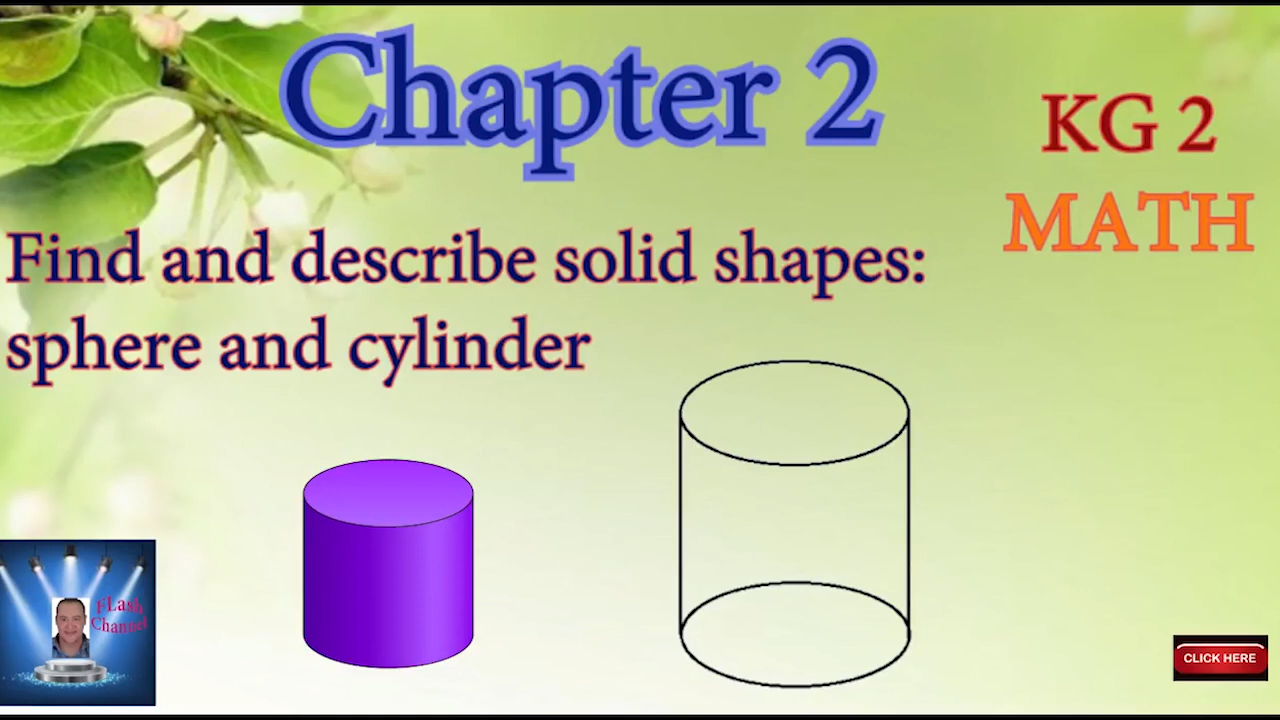 Chapter 2
KG 2
MATH
Find and describe solid shapes:
sphere and cylinder
FLash
Channel
CLICK HERE